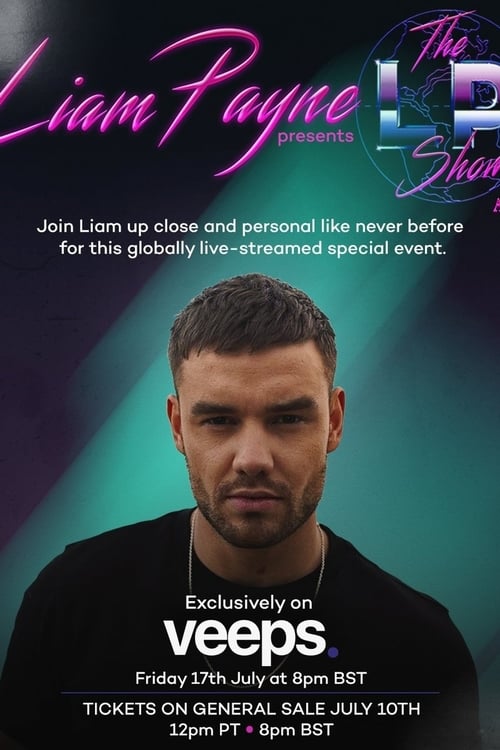 Liam Payne
presents
The
LP
Show
Join Liam up close and personal like never before
for this globally live-streamed special event.
Exclusively on
veeps.
Friday 17th July at 8pm BST
TICKETS ON GENERAL SALE JULY 10TH
12pm PT • 8pm BST